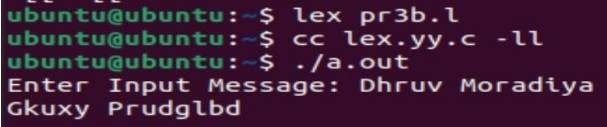 ubuntu@ubuntu:~$ lex pr3b.l
ubuntu@ubuntu:~$ cc lex.yy.c -ll
ubuntu@ubuntu:~$ ./a.out
Enter Input Message: Dhruv Moradiya
Gkuxy Prudglbd